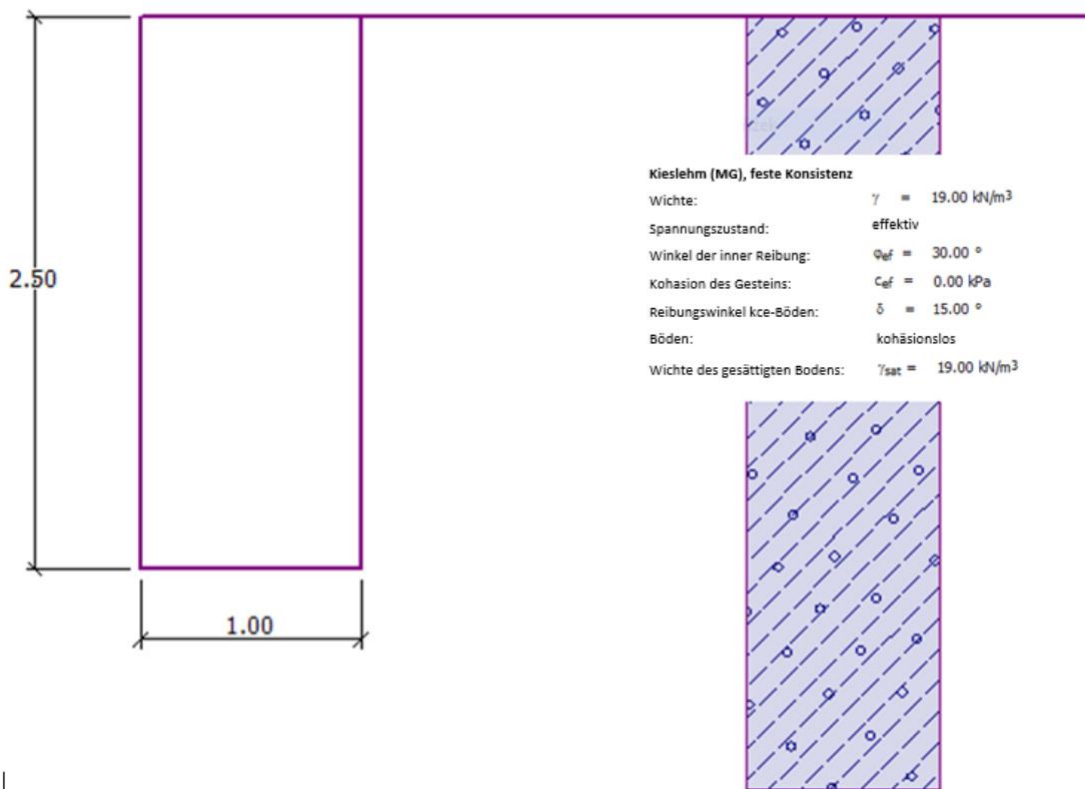 2.50
Kieslehm (MG), feste Konsistenz
Wichte: γ = 19.00 kN/m³
Spannungszustand: effektiv
Winkel der inner Reibung: φef = 30.00 °
Kohasion des Gesteins: cef = 0.00 kPa
Reibungswinkel kce-Böden: δ = 15.00 °
Böden: kohäsionslos
Wichte des gesättigten Bodens: γsat = 19.00 kN/m³
1.00